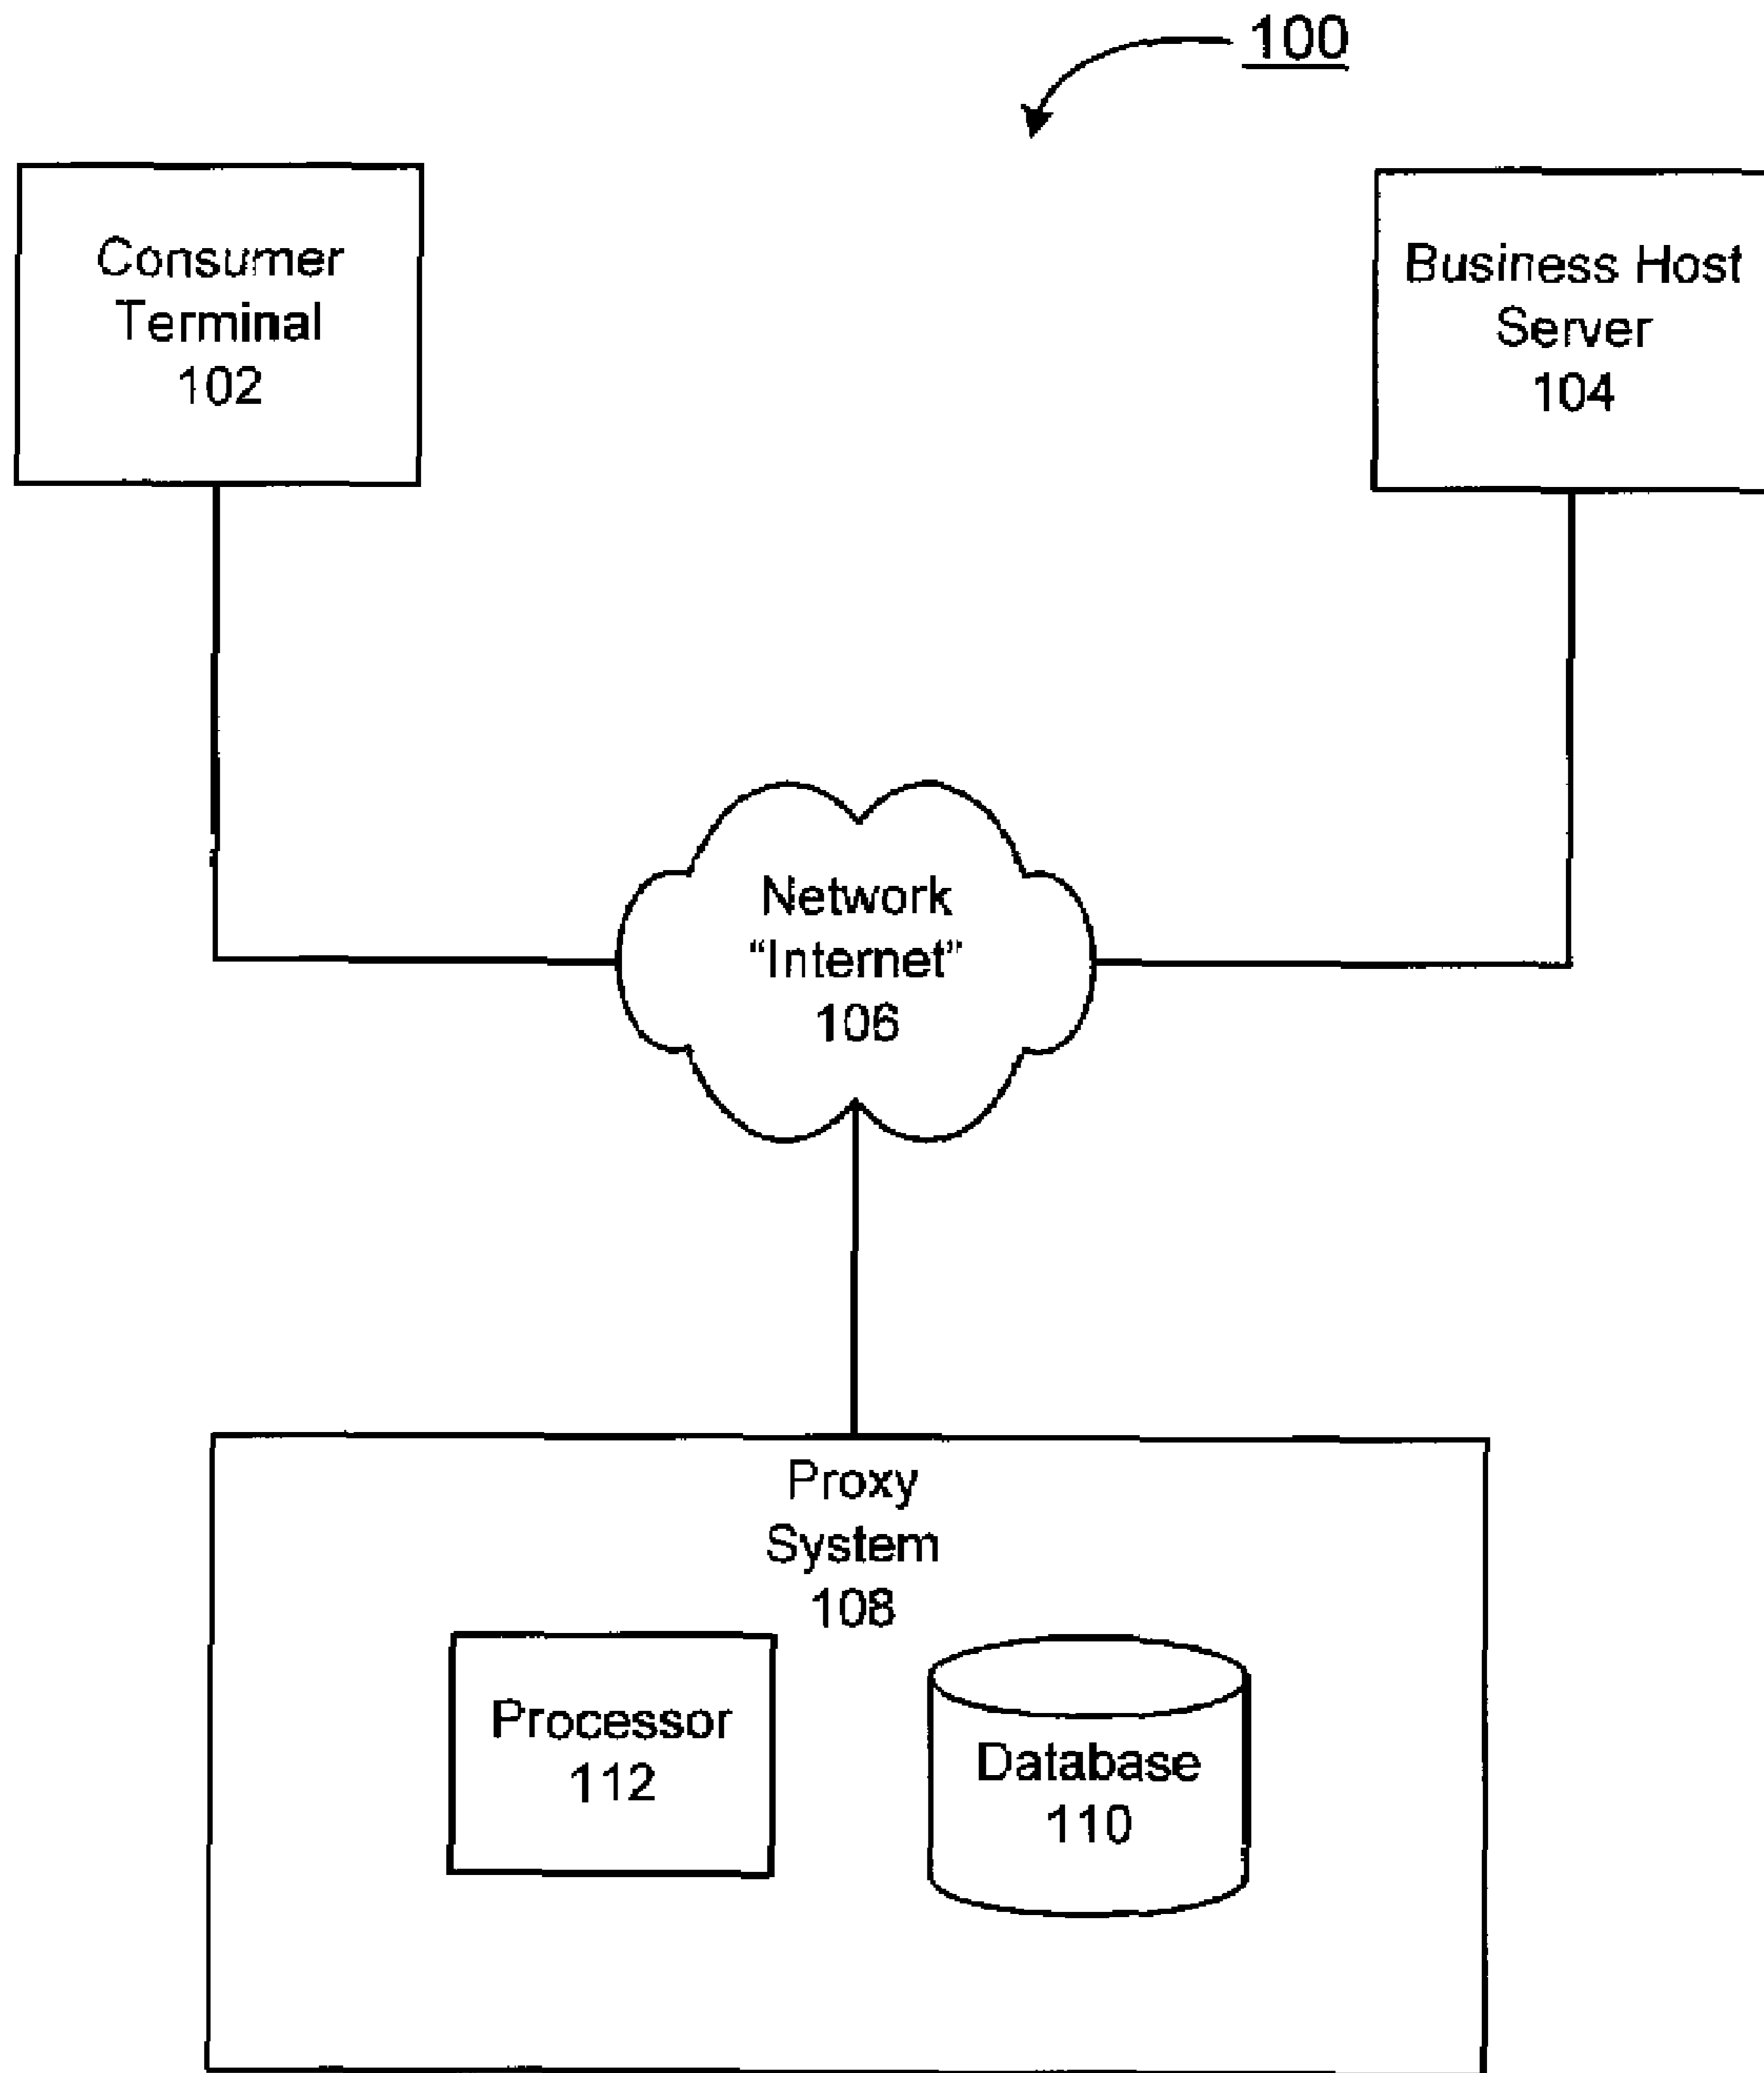 100
Consumer
Terminal
102
Business Host
Server
104
Network
“Internet”
106
Proxy
System
108
Processor
112
Database
110